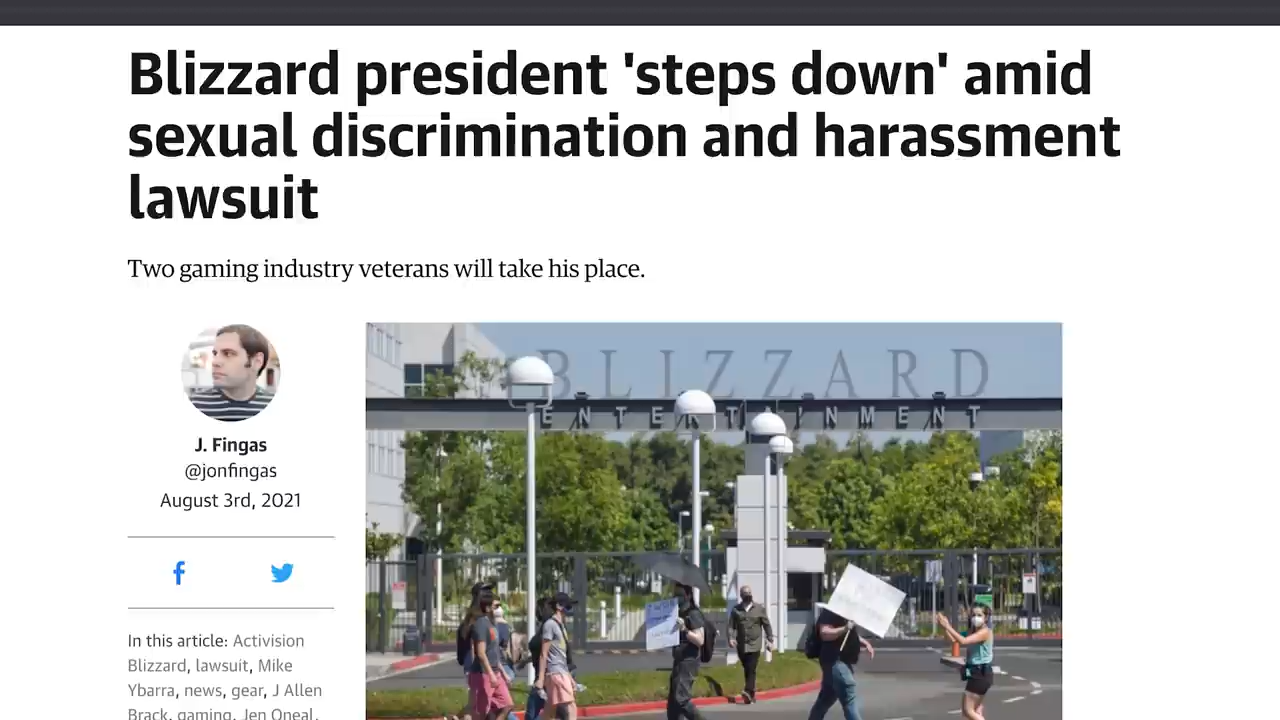 Blizzard president 'steps down' amid
sexual discrimination and harassment
lawsuit
Two gaming industry veterans will take his place.
J. Fingas
@jonfingas
August 3rd, 2021
In this article: Activision
Blizzard, lawsuit, Mike
Ybarra, news, gear, J Allen
Brack, gaming, Jen Oneal,
BLIZZARD
ENTERTAINMENT